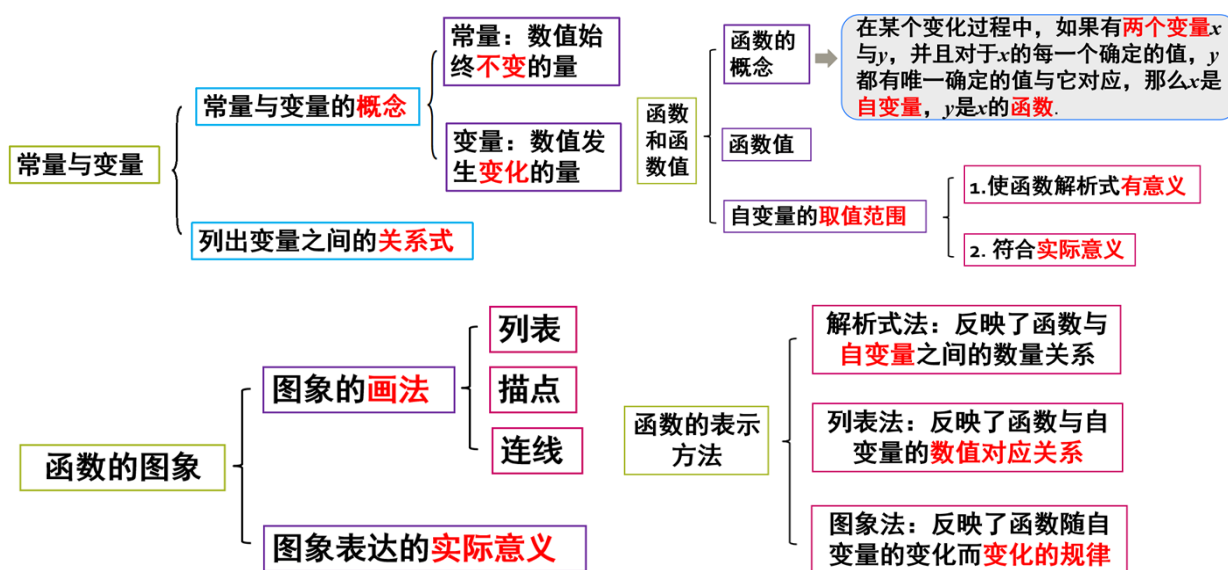 常量与变量
常量与变量的概念
常量：数值始
终不变的量
变量：数值发
生变化的量
列出变量之间的关系式
函数
和函
数值
函数的
概念
在某个变化过程中，如果有两个变量x
与y，并且对于x的每一个确定的值，y
都有唯一确定的值与它对应，那么x是
自变量，y是x的函数.
函数值
自变量的取值范围
1.使函数解析式有意义
2. 符合实际意义
函数的图象
图象的画法
列表
描点
连线
图象表达的实际意义
函数的表示
方法
解析式法：反映了函数与
自变量之间的数量关系
列表法：反映了函数与自
变量的数值对应关系
图象法：反映了函数随自
变量的变化而变化的规律